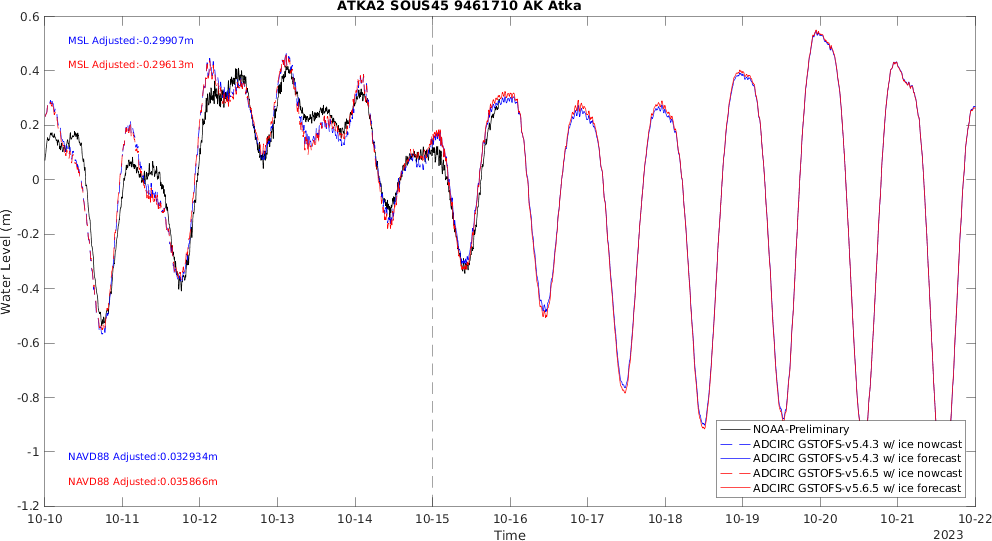 ATKA2 SOUS45 9461710 AK Atka
MSL Adjusted:-0.29907m
MSL Adjusted:-0.29613m
0.6
0.4
0.2
0
-0.2
-0.4
-0.6
-0.8
-1
-1.2
Water Level (m)
NAVD88 Adjusted:0.032934m
NAVD88 Adjusted:0.035866m
NOAA-Preliminary
ADCIRC GSTOFS-v5.4.3 w/ ice nowcast
ADCIRC GSTOFS-v5.4.3 w/ ice forecast
ADCIRC GSTOFS-v5.6.5 w/ ice nowcast
ADCIRC GSTOFS-v5.6.5 w/ ice forecast
10-10 10-11 10-12 10-13 10-14 10-15 10-16 10-17 10-18 10-19 10-20 10-21 10-22
Time
2023